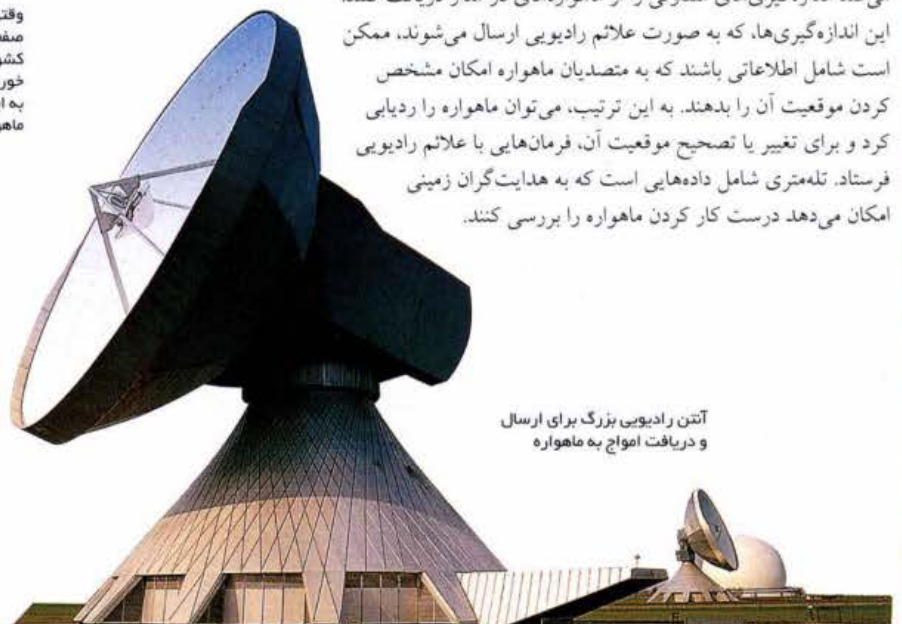 این اندازه‌گیری‌ها، که به صورت علائم رادیویی ارسال می‌شوند، ممکن
است شامل اطلاعاتی باشند که به متصدیان ماهواره امکان مشخص
کردن موقعیت آن را بدهند. به این ترتیب، می‌توان ماهواره را ردیابی
کرد و برای تغییر یا تصحیح موقعیت آن، فرمان‌هایی با علائم رادیویی
فرستاد. تله‌متری شامل داده‌هایی است که به هدایت‌گران زمینی
امکان می‌دهد درست کار کردن ماهواره را بررسی کنند.
آنتن رادیویی بزرگ برای ارسال
و دریافت امواج به ماهواره